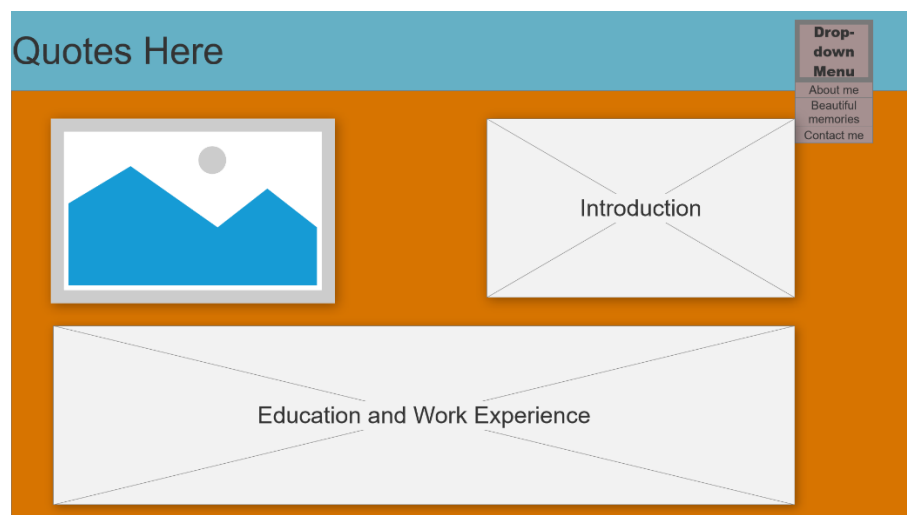 Quotes Here
Drop-
down
Menu
About me
Beautiful
memories
Contact me
Introduction
Education and Work Experience